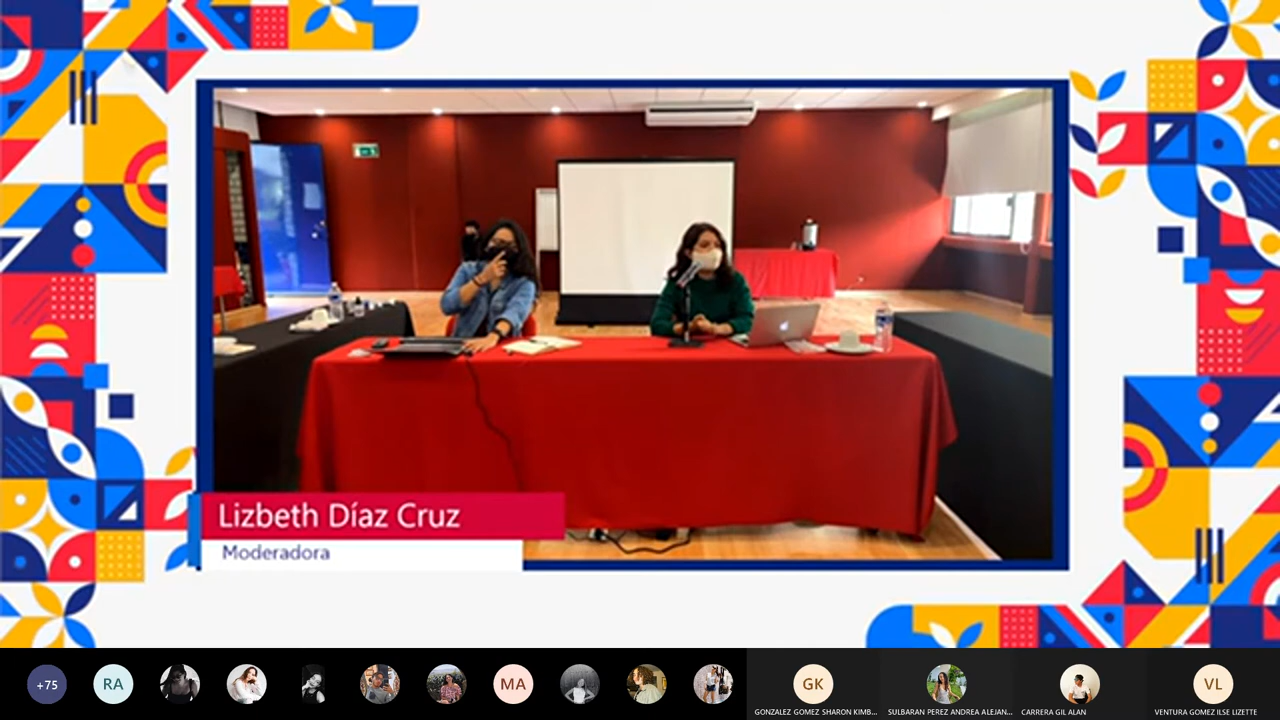 Lizbeth Díaz Cruz
Moderadora
+75
RA
MA
GK
VL
GONZALEZ GOMEZ SHARON KIMB...
SULBARAN PEREZ ANDREA ALEJAN...
CARRERA GIL ALAN
VENTURA GOMEZ ILSE LIZETTE